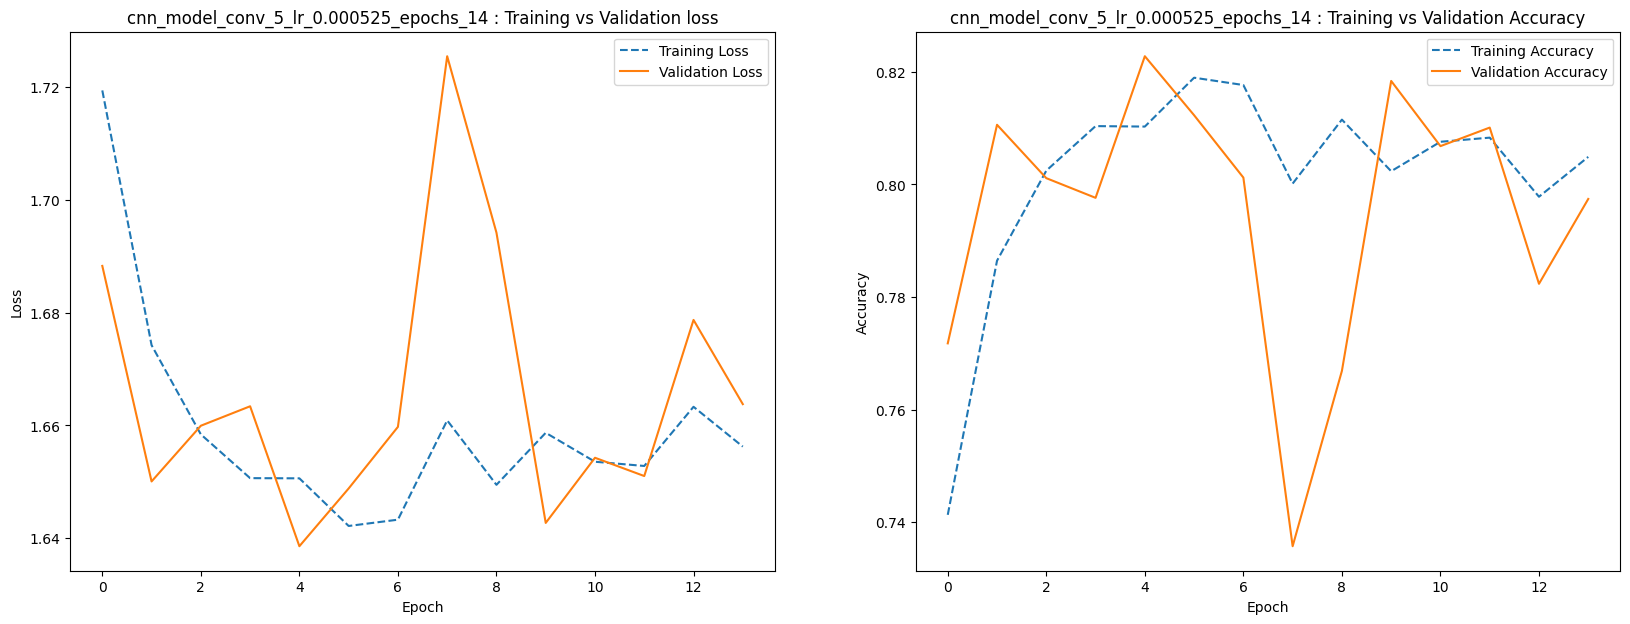 cnn_model_conv_5_lr_0.000525_epochs_14 : Training vs Validation loss
Training Loss
Validation Loss
1.72
1.70
1.68
1.66
1.64
Loss
0
2
4
6
8
10
12
Epoch
cnn_model_conv_5_lr_0.000525_epochs_14 : Training vs Validation Accuracy
Training Accuracy
Validation Accuracy
0.82
0.80
0.78
0.76
0.74
Accuracy
0
2
4
6
8
10
12
Epoch